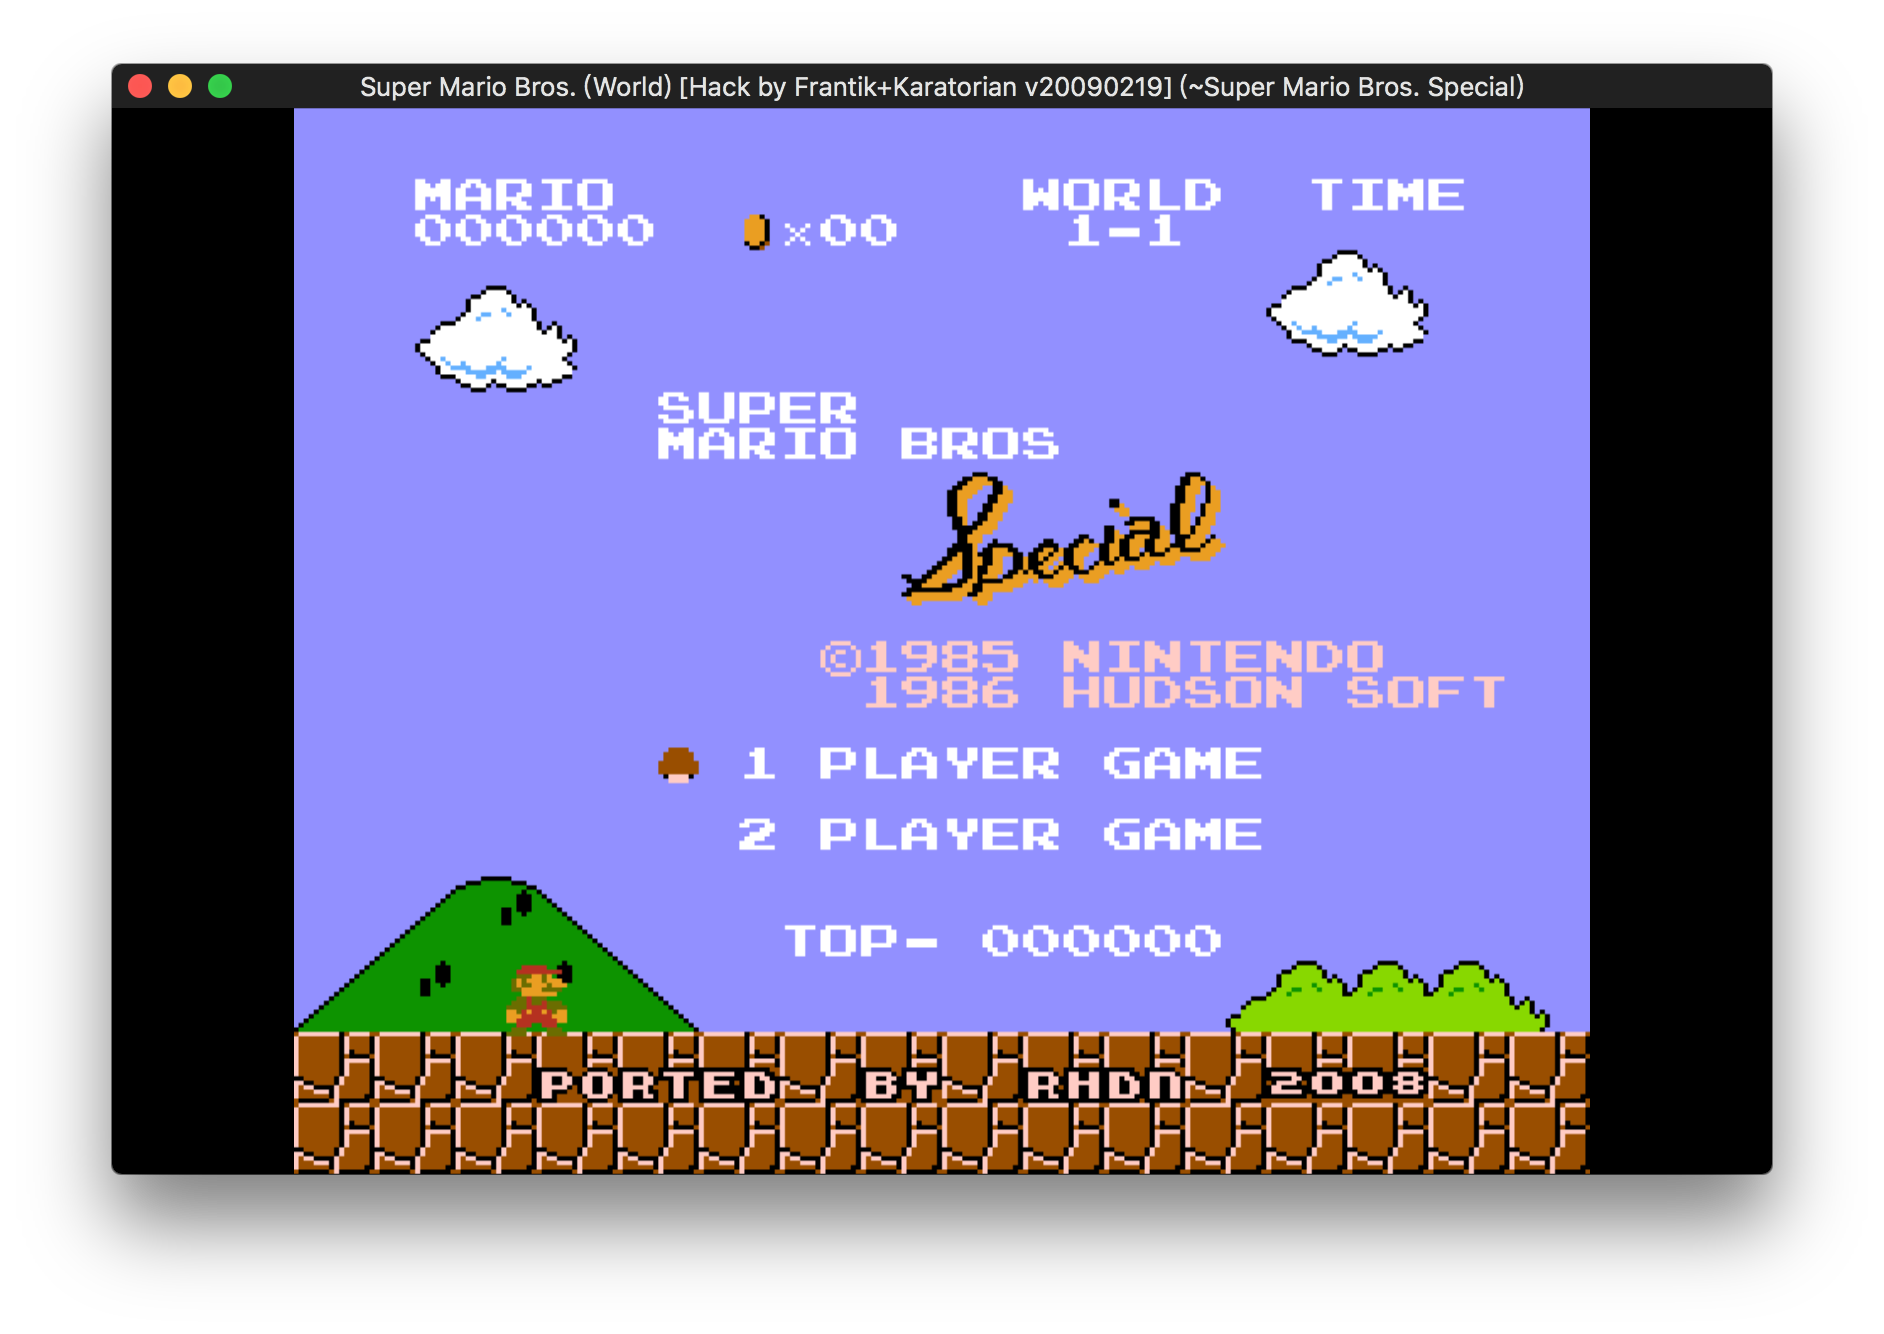 Super Mario Bros. (World) [Hack by Frantik+Karatorian v20090219] (~Super Mario Bros. Special)
MARIO WORLD TIME
000000 ×00 1-1
SUPER
MARIO BROS
Special
©1985 NINTENDO
1986 HUDSON SOFT
1 PLAYER GAME
2 PLAYER GAME
TOP- 000000
PORTED BY RHDN 2008